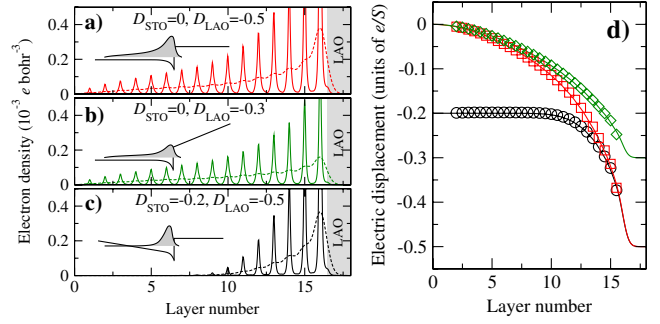 a) D_STO=0, D_LAO=-0.5
0.4
0.2
0
LAO
b) D_STO=0, D_LAO=-0.3
0.4
0.2
0
LAO
c) D_STO=-0.2, D_LAO=-0.5
0.4
0.2
0
LAO
0 5 10 15
Layer number
Electron density (10⁻³ e bohr⁻³)
d)
0
-0.1
-0.2
-0.3
-0.4
-0.5
0 5 10 15
Layer number
Electric displacement (units of e/S)